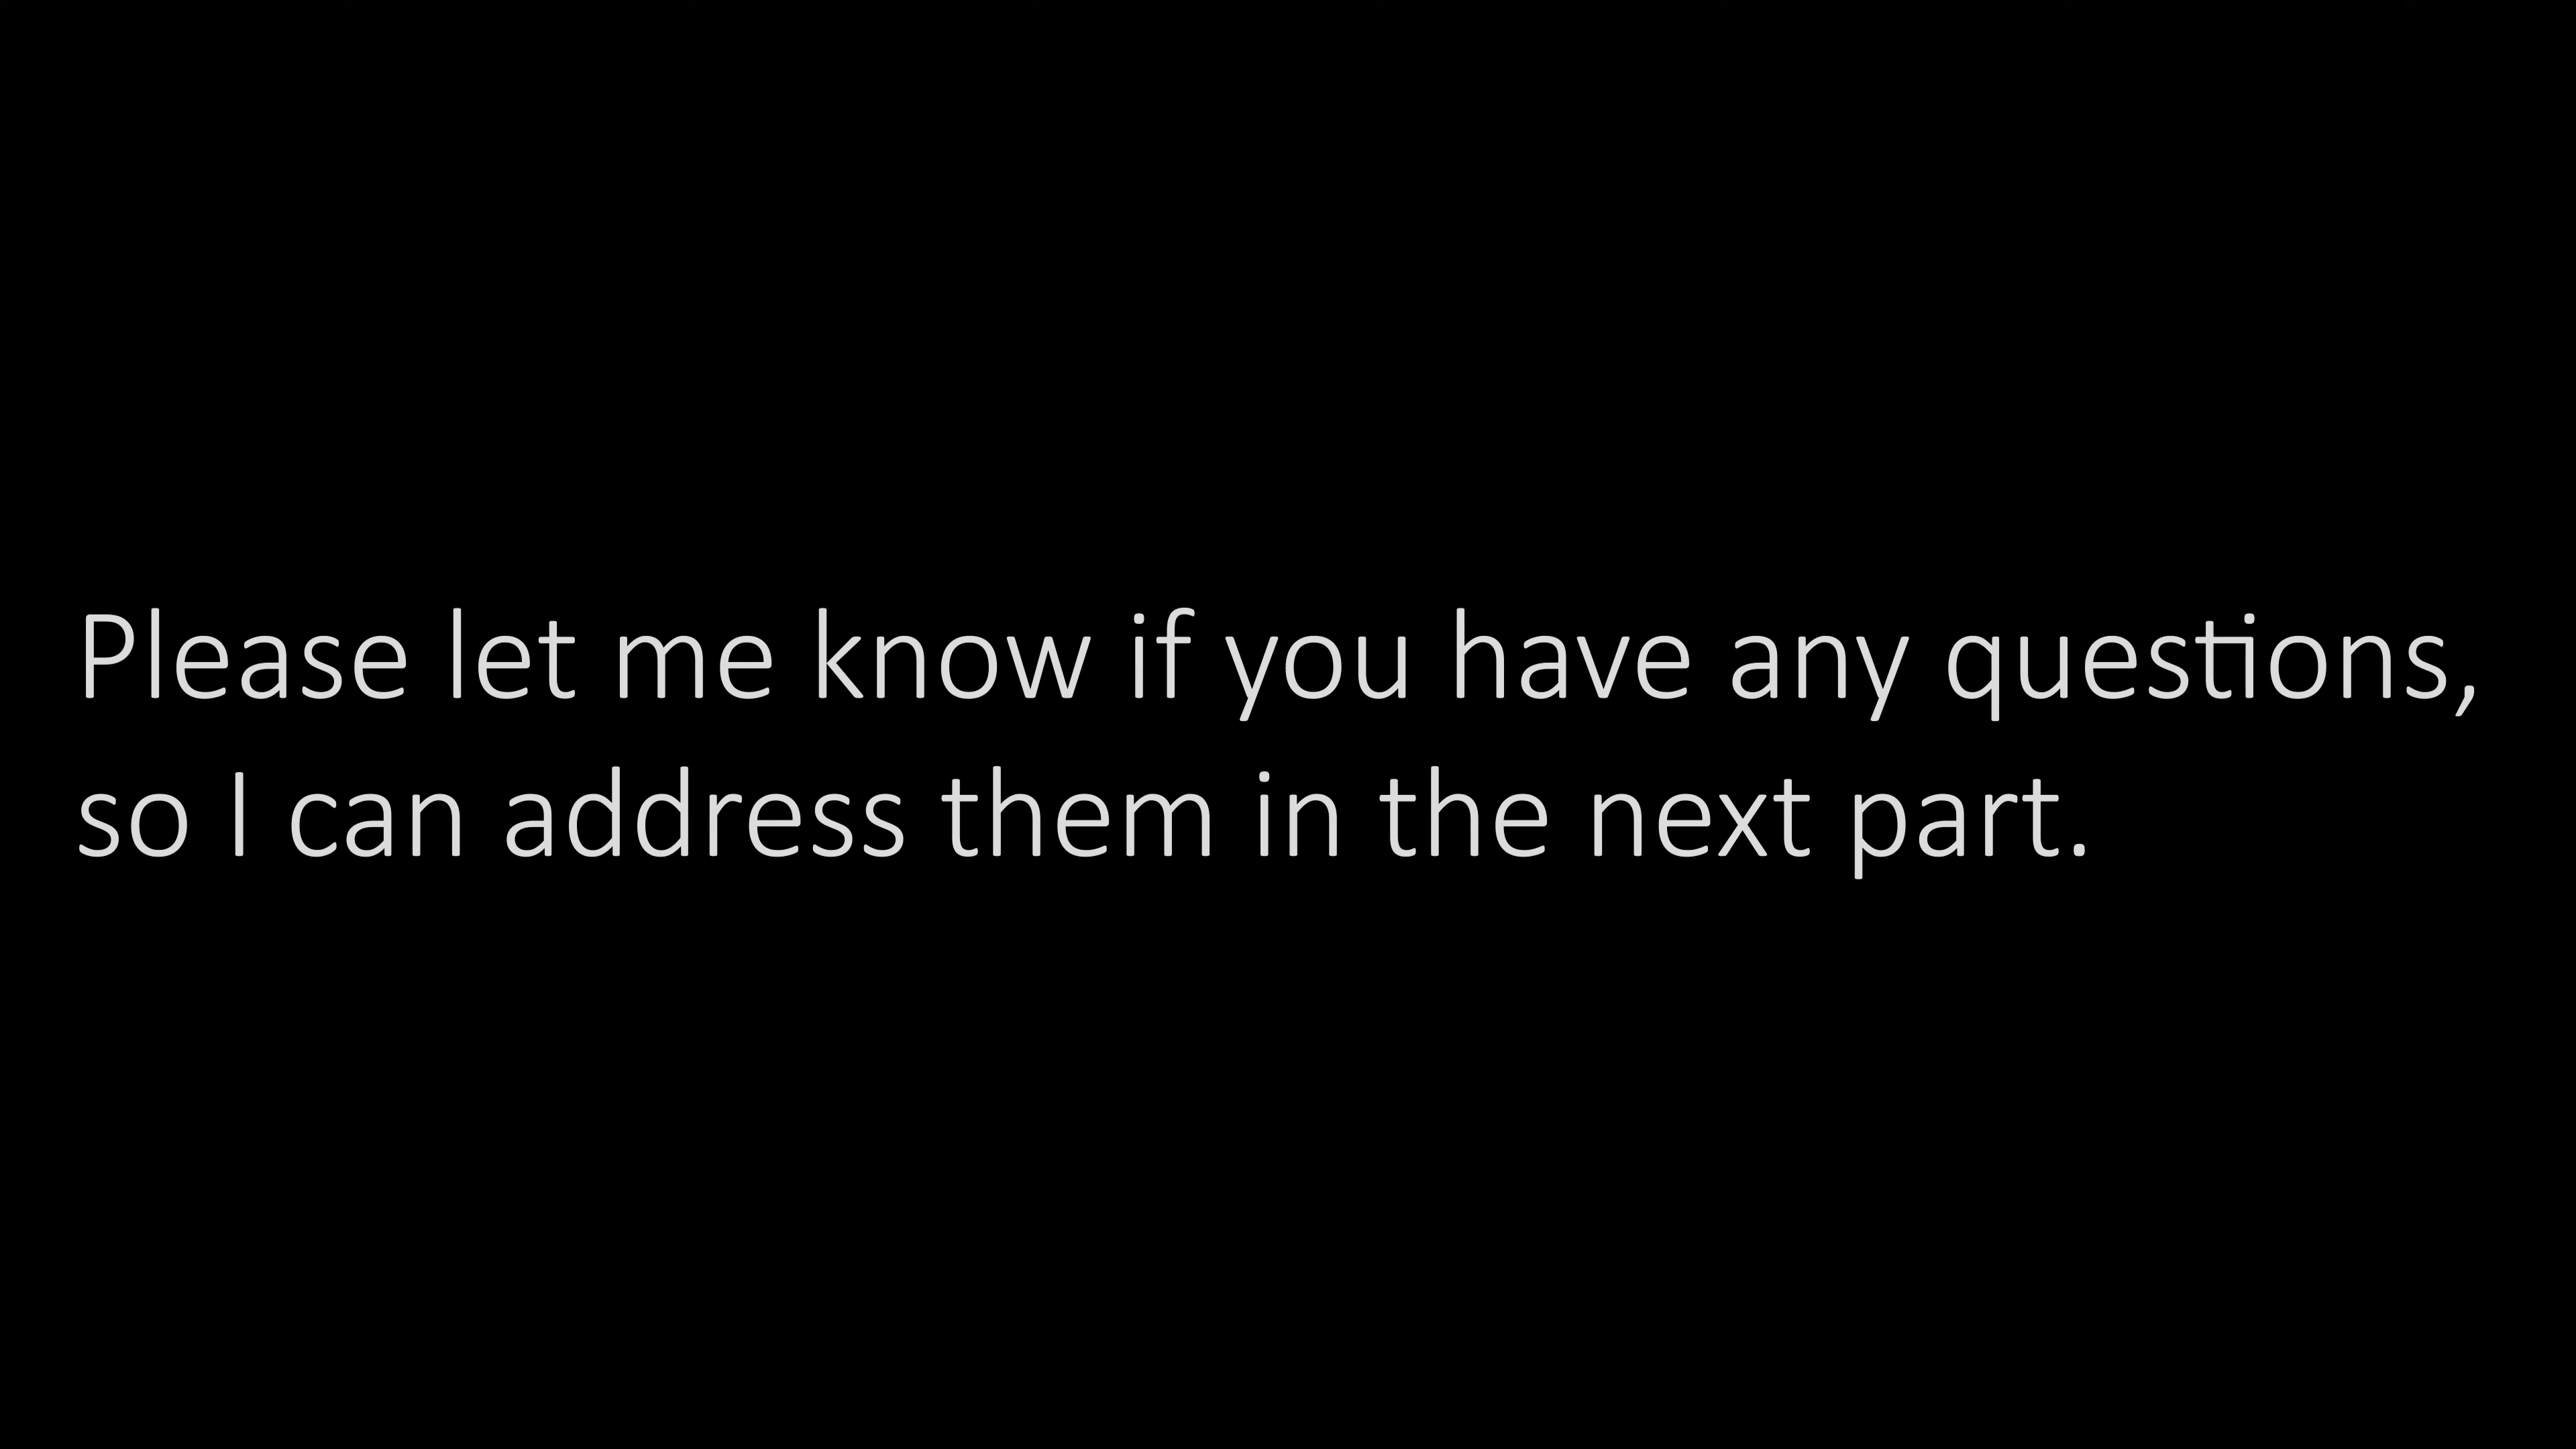 Please let me know if you have any questions,
so I can address them in the next part.